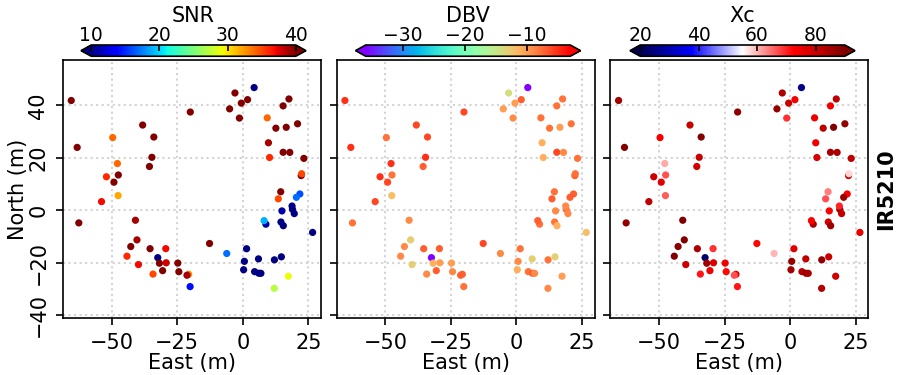 SNR DBV Xc
10 20 30 40 −30 −20 −10 20 40 60 80
40
20
0
−20
−40
North (m)
IR5210
−50 −25 0 25 −50 −25 0 25 −50 −25 0 25
East (m) East (m) East (m)